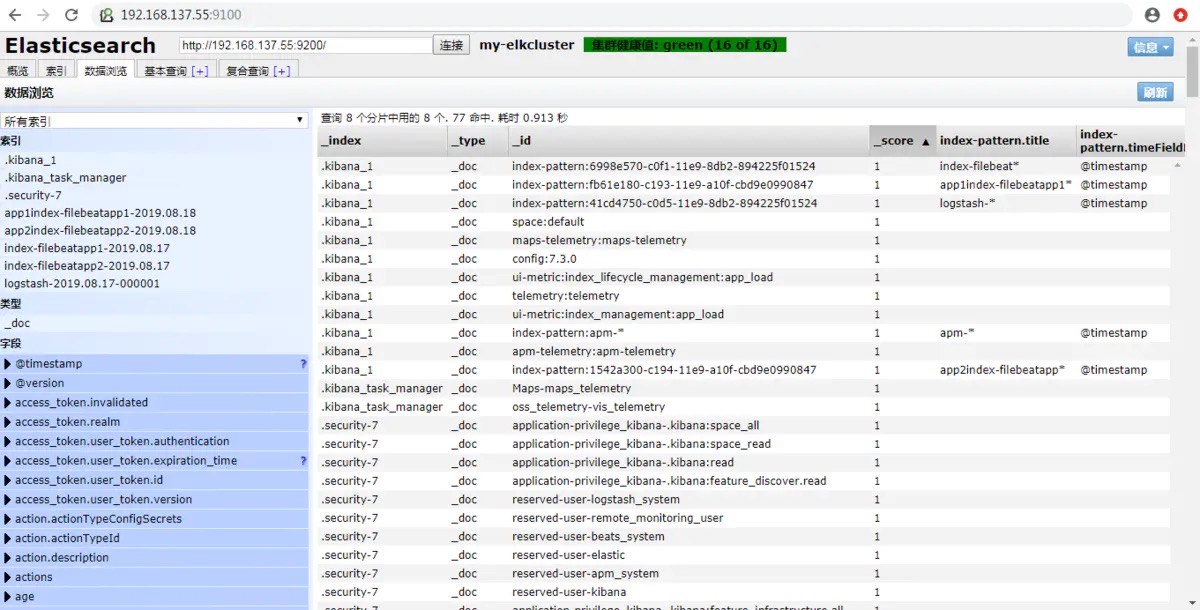 192.168.137.55:9100
Elasticsearch http://192.168.137.55:9200/ 连接 my-elkcluster 集群健康值: green (16 of 16) 信息
概览 索引 数据浏览 基本查询 [+] 复合查询 [+]
数据浏览 刷新
所有索引
索引
.kibana_1
.kibana_task_manager
.security-7
app1index-filebeatapp1-2019.08.18
app2index-filebeatapp2-2019.08.18
index-filebeatapp1-2019.08.17
index-filebeatapp2-2019.08.17
logstash-2019.08.17-000001
类型
_doc
字段
@timestamp ?
@version
access_token.invalidated
access_token.realm
access_token.user_token.authentication
access_token.user_token.expiration_time ?
access_token.user_token.id
access_token.user_token.version
action.actionTypeConfigSecrets
action.actionTypeId
action.description
actions
age
查询 8 个分片中用的 8 个. 77 命中. 耗时 0.913 秒
_index _type _id _score ▲ index-pattern.title index-pattern.timeField
.kibana_1 _doc index-pattern:6998e570-c0f1-11e9-8db2-894225f01524 1 index-filebeat* @timestamp
.kibana_1 _doc index-pattern:fb61e180-c193-11e9-a10f-cbd9e0990847 1 app1index-filebeatapp1* @timestamp
.kibana_1 _doc index-pattern:41cd4750-c0d5-11e9-8db2-894225f01524 1 logstash-* @timestamp
.kibana_1 _doc space:default 1
.kibana_1 _doc maps-telemetry:maps-telemetry 1
.kibana_1 _doc config:7.3.0 1
.kibana_1 _doc ui-metric:index_lifecycle_management:app_load 1
.kibana_1 _doc telemetry:telemetry 1
.kibana_1 _doc ui-metric:index_management:app_load 1
.kibana_1 _doc index-pattern:apm-* 1 apm-* @timestamp
.kibana_1 _doc apm-telemetry:apm-telemetry 1
.kibana_1 _doc index-pattern:1542a300-c194-11e9-a10f-cbd9e0990847 1 app2index-filebeatapp* @timestamp
.kibana_task_manager _doc Maps-maps_telemetry 1
.kibana_task_manager _doc oss_telemetry-vis_telemetry 1
.security-7 _doc application-privilege_kibana-.kibana:space_all 1
.security-7 _doc application-privilege_kibana-.kibana:space_read 1
.security-7 _doc application-privilege_kibana-.kibana:read 1
.security-7 _doc application-privilege_kibana-.kibana:feature_discover.read 1
.security-7 _doc reserved-user-logstash_system 1
.security-7 _doc reserved-user-remote_monitoring_user 1
.security-7 _doc reserved-user-beats_system 1
.security-7 _doc reserved-user-elastic 1
.security-7 _doc reserved-user-apm_system 1
.security-7 _doc reserved-user-kibana 1
.security-7 _doc application-privilege_kibana-.kibana:feature_infrastructure.all 1